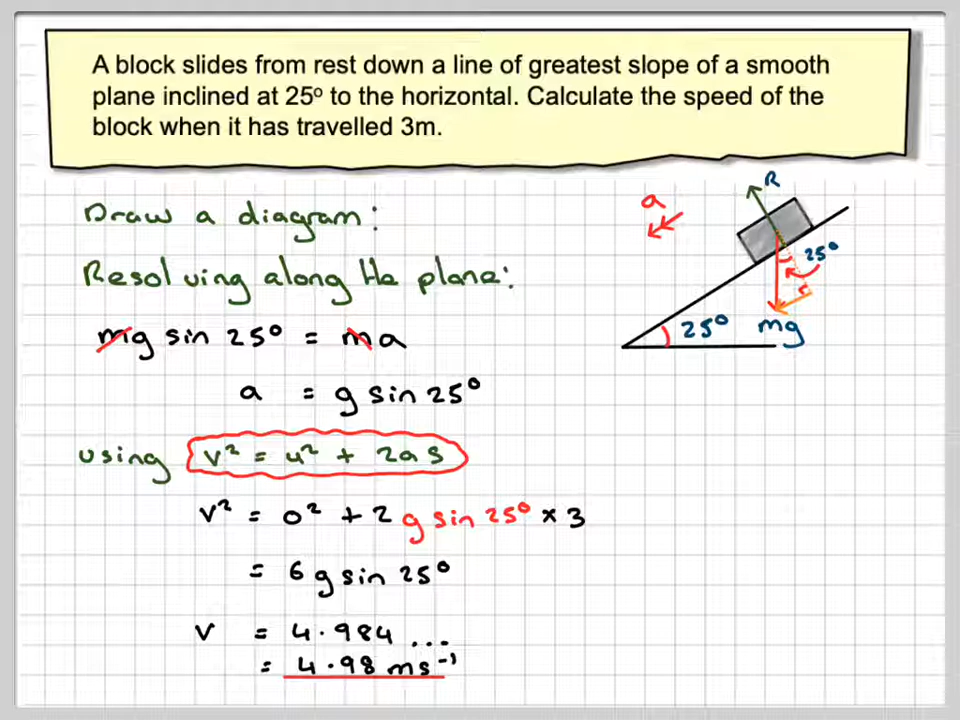 A block slides from rest down a line of greatest slope of a smooth
plane inclined at 25° to the horizontal. Calculate the speed of the
block when it has travelled 3m.
Draw a diagram:
Resolving along the plane:
mg sin 25° = ma
a = g sin 25°
using v² = u² + 2as
v² = 0² + 2 g sin 25° × 3
= 6 g sin 25°
v = 4.984 ...
= 4.98 ms⁻¹
R
a
25°
25°
mg